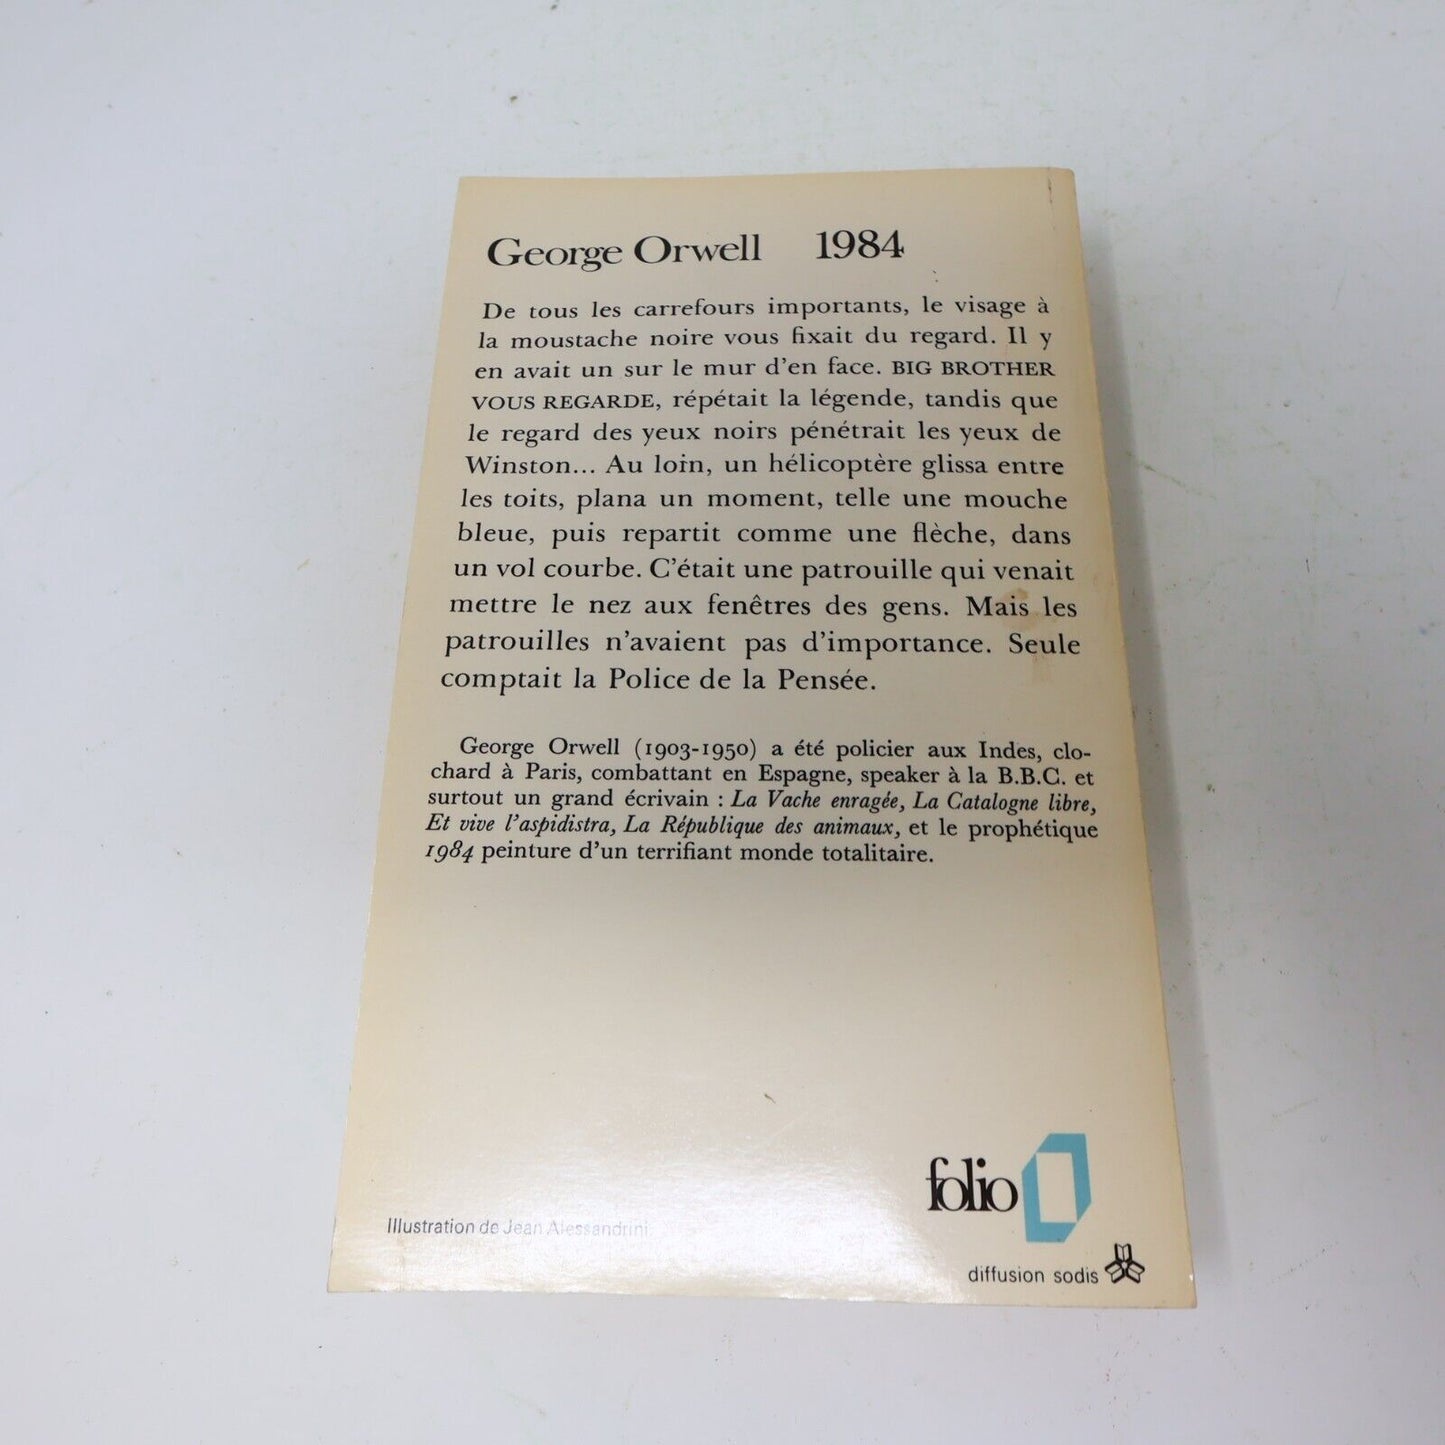 George Orwell 1984
De tous les carrefours importants, le visage à
la moustache noire vous fixait du regard. Il y
en avait un sur le mur d'en face. BIG BROTHER
VOUS REGARDE, répétait la légende, tandis que
le regard des yeux noirs pénétrait les yeux de
Winston... Au loin, un hélicoptère glissa entre
les toits, plana un moment, telle une mouche
bleue, puis repartit comme une flèche, dans
un vol courbe. C'était une patrouille qui venait
mettre le nez aux fenêtres des gens. Mais les
patrouilles n'avaient pas d'importance. Seule
comptait la Police de la Pensée.
George Orwell (1903-1950) a été policier aux Indes, clo-
chard à Paris, combattant en Espagne, speaker à la B.B.C. et
surtout un grand écrivain : La Vache enragée, La Catalogne libre,
Et vive l'aspidistra, La République des animaux, et le prophétique
1984 peinture d'un terrifiant monde totalitaire.
folio
Illustration de Jean Alessandrini.
diffusion sodis